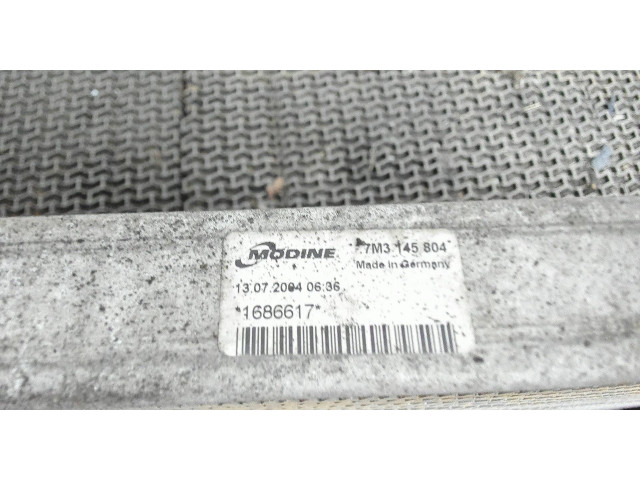 MODINE
7M3 145 804
Made in Germany
13.07.2004 06:36
*1686617*